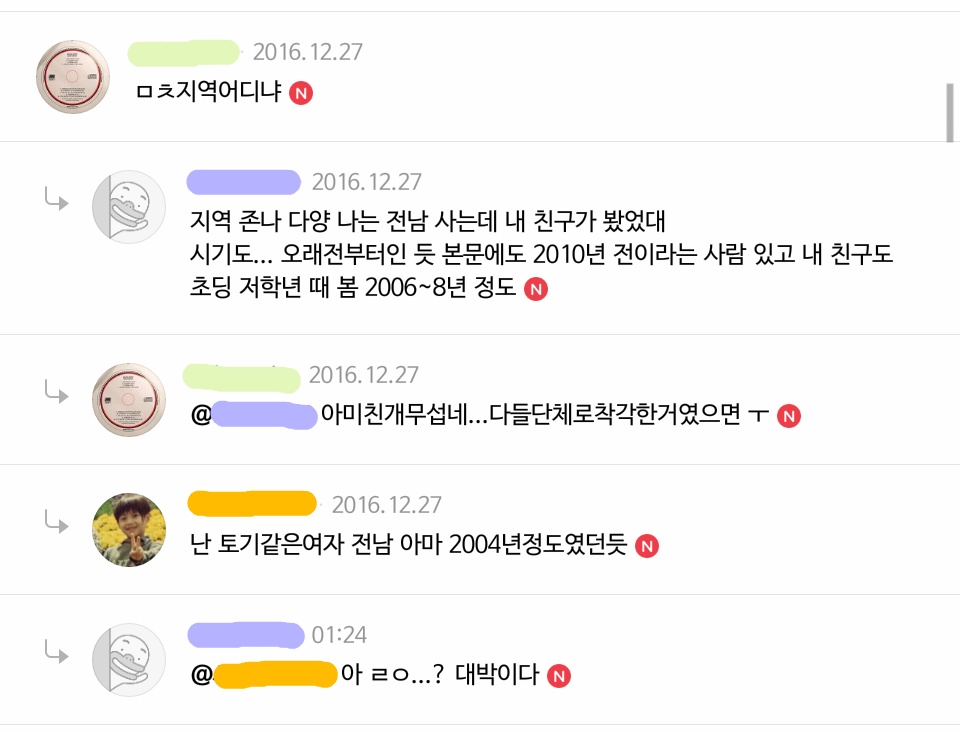 2016.12.27
ㅁㅊ지역어디냐 N
2016.12.27
지역 존나 다양 나는 전남 사는데 내 친구가 봤었대
시기도... 오래전부터인 듯 본문에도 2010년 전이라는 사람 있고 내 친구도
초딩 저학년 때 봄 2006~8년 정도 N
2016.12.27
@ 아미친개무섭네...다들단체로착각한거였으면 ㅜ N
2016.12.27
난 토기같은여자 전남 아마 2004년정도였던듯 N
01:24
@ 아 ㄹㅇ...? 대박이다 N